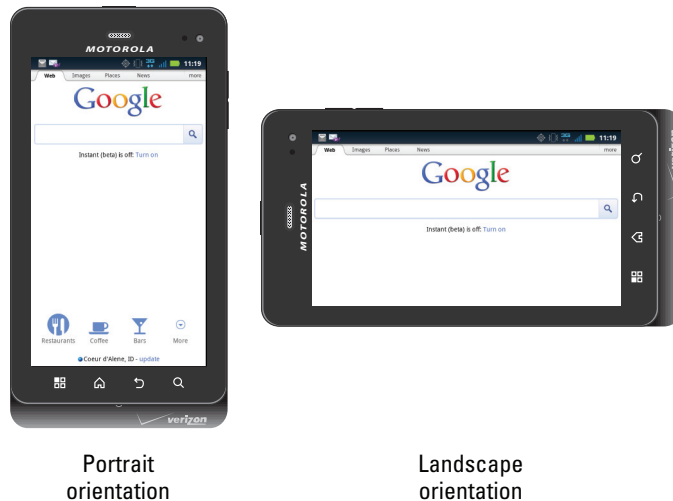 MOTOROLA
3G
11:19
Web Images Places News more
Google
Instant (beta) is off: Turn on
Restaurants Coffee Bars More
Coeur d'Alene, ID - update
verizon
3G
11:19
Web Images Places News more
Google
Instant (beta) is off: Turn on
MOTOROLA
Portrait
orientation
Landscape
orientation